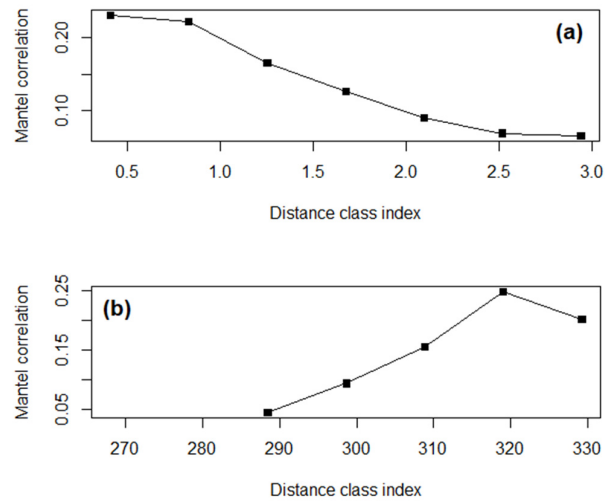 (a)
Mantel correlation
0.10 0.20
0.5 1.0 1.5 2.0 2.5 3.0
Distance class index
(b)
Mantel correlation
0.05 0.15 0.25
270 280 290 300 310 320 330
Distance class index